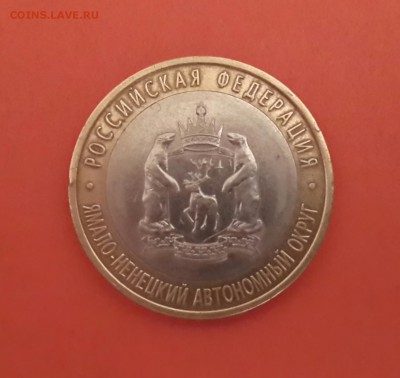 COINS.LAVE.RU
• РОССИЙСКАЯ ФЕДЕРАЦИЯ •
ЯМАЛО-НЕНЕЦКИЙ АВТОНОМНЫЙ ОКРУГ